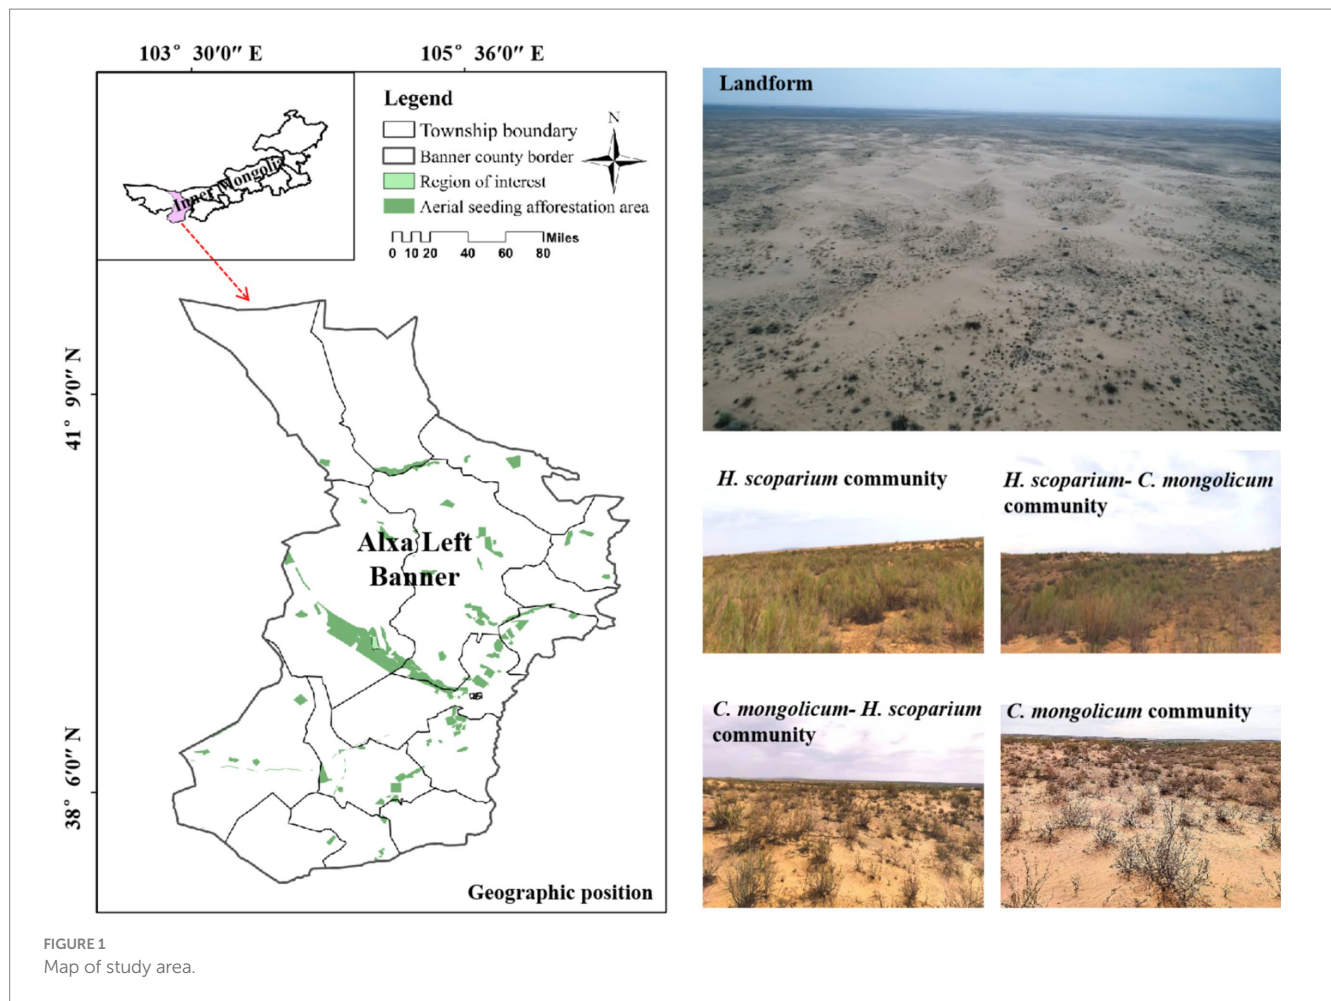 103° 30′0″ E
105° 36′0″ E
41° 9′0″ N
38° 6′0″ N
Inner Mongolia
Legend
Township boundary
Banner county border
Region of interest
Aerial seeding afforestation area
N
Miles
0 10 20 40 60 80
Alxa Left
Banner
Geographic position
Landform
H. scoparium community
H. scoparium- C. mongolicum
community
C. mongolicum- H. scoparium
community
C. mongolicum community
FIGURE 1
Map of study area.